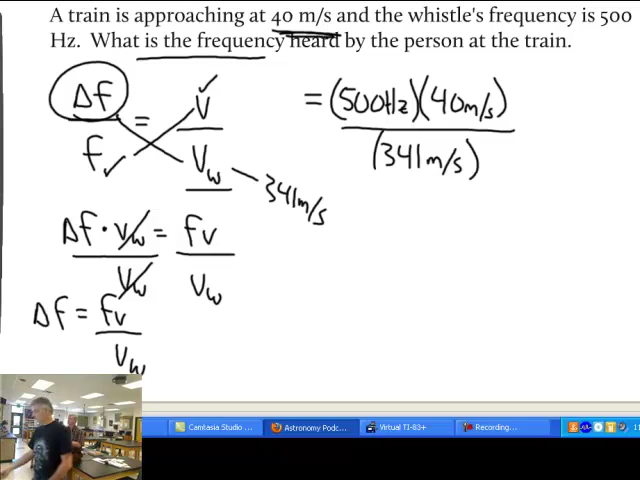 A train is approaching at 40 m/s and the whistle's frequency is 500
Hz. What is the frequency heard by the person at the train.
Δf = V = (500Hz)(40m/s)
f Vw (341m/s)
341m/s
Δf · Vw = fv
Vw Vw
Δf = fv
Vw
Camtasia Studio ...
Astronomy Podc...
Virtual TI-83+
Recording...